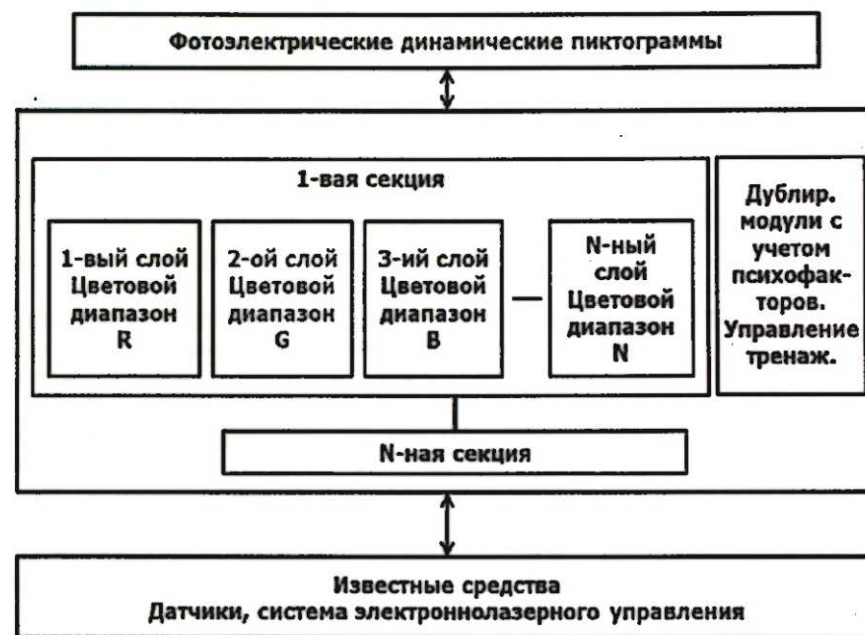 Фотоэлектрические динамические пиктограммы
1-вая секция
1-вый слой
Цветовой
диапазон
R
2-ой слой
Цветовой
диапазон
G
3-ий слой
Цветовой
диапазон
B
N-ный
слой
Цветовой
диапазон
N
Дублир.
модули с
учетом
психофак-
торов.
Управление
тренаж.
N-ная секция
Известные средства
Датчики, система электроннолазерного управления